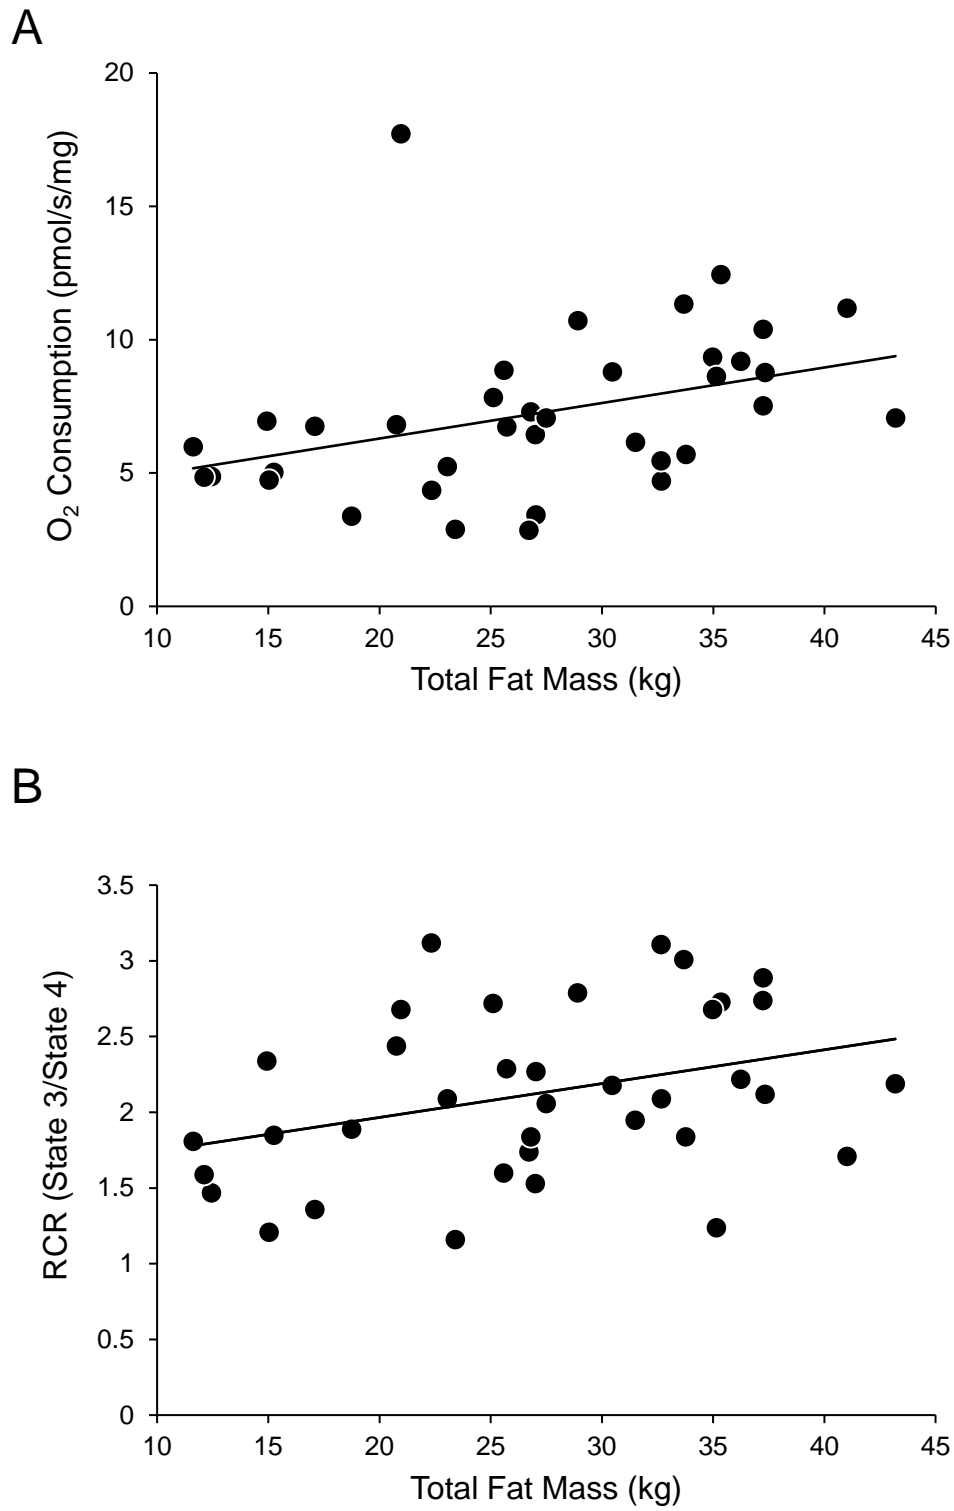 A
20
15
10
5
0
O₂ Consumption (pmol/s/mg)
10 15 20 25 30 35 40 45
Total Fat Mass (kg)
B
3.5
3
2.5
2
1.5
1
0.5
0
RCR (State 3/State 4)
10 15 20 25 30 35 40 45
Total Fat Mass (kg)